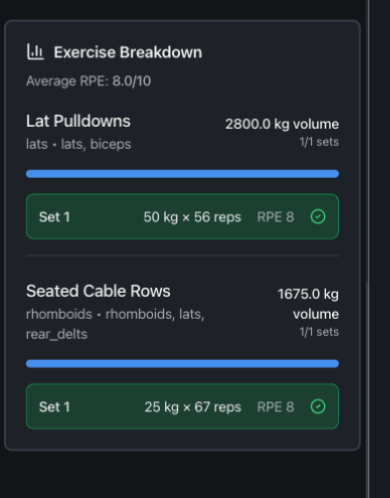 Exercise Breakdown
Average RPE: 8.0/10
Lat Pulldowns
2800.0 kg volume
lats • lats, biceps
1/1 sets
Set 1 50 kg × 56 reps RPE 8
Seated Cable Rows
1675.0 kg
volume
rhomboids • rhomboids, lats,
rear_delts
1/1 sets
Set 1 25 kg × 67 reps RPE 8